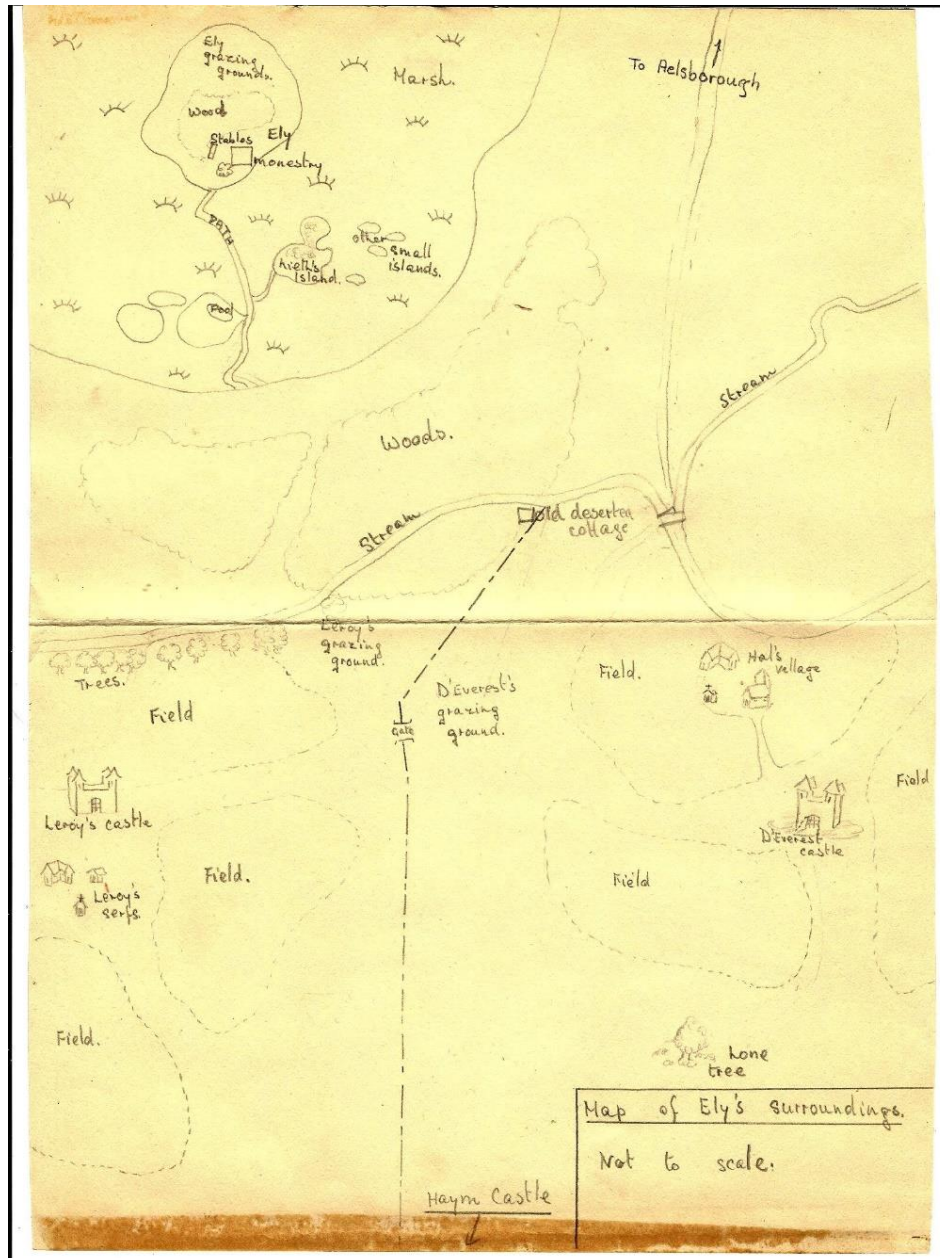 Ely
grazing
grounds.
Marsh.
To Aelsborough
Wood
Stables
Ely
monestry
PATH
other
small
islands.
Island.
Pool
Stream
Woods.
Stream
old deserted
cottage
Leroy's
grazing
ground.
Trees.
Field
D'Everest's
grazing
ground.
Gate
Field.
Hal's
vellage
Field
Leroy's castle
D'Everest
castle
Leroy's
serfs.
Field.
Field
Field.
Lone
tree
Map of Ely's surroundings.
Not to scale.
Haym Castle